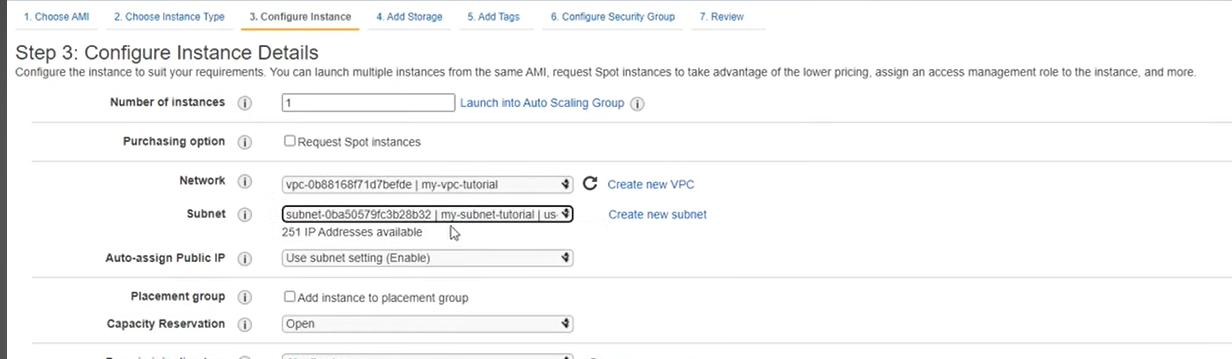 1. Choose AMI 2. Choose Instance Type 3. Configure Instance 4. Add Storage 5. Add Tags 6. Configure Security Group 7. Review
Step 3: Configure Instance Details
Configure the instance to suit your requirements. You can launch multiple instances from the same AMI, request Spot instances to take advantage of the lower pricing, assign an access management role to the instance, and more.
Number of instances i 1 Launch into Auto Scaling Group i
Purchasing option i Request Spot instances
Network i vpc-0b88168f71d7befde | my-vpc-tutorial Create new VPC
Subnet i subnet-0ba50579fc3b28b32 | my-subnet-tutorial | us- Create new subnet
251 IP Addresses available
Auto-assign Public IP i Use subnet setting (Enable)
Placement group i Add instance to placement group
Capacity Reservation i Open